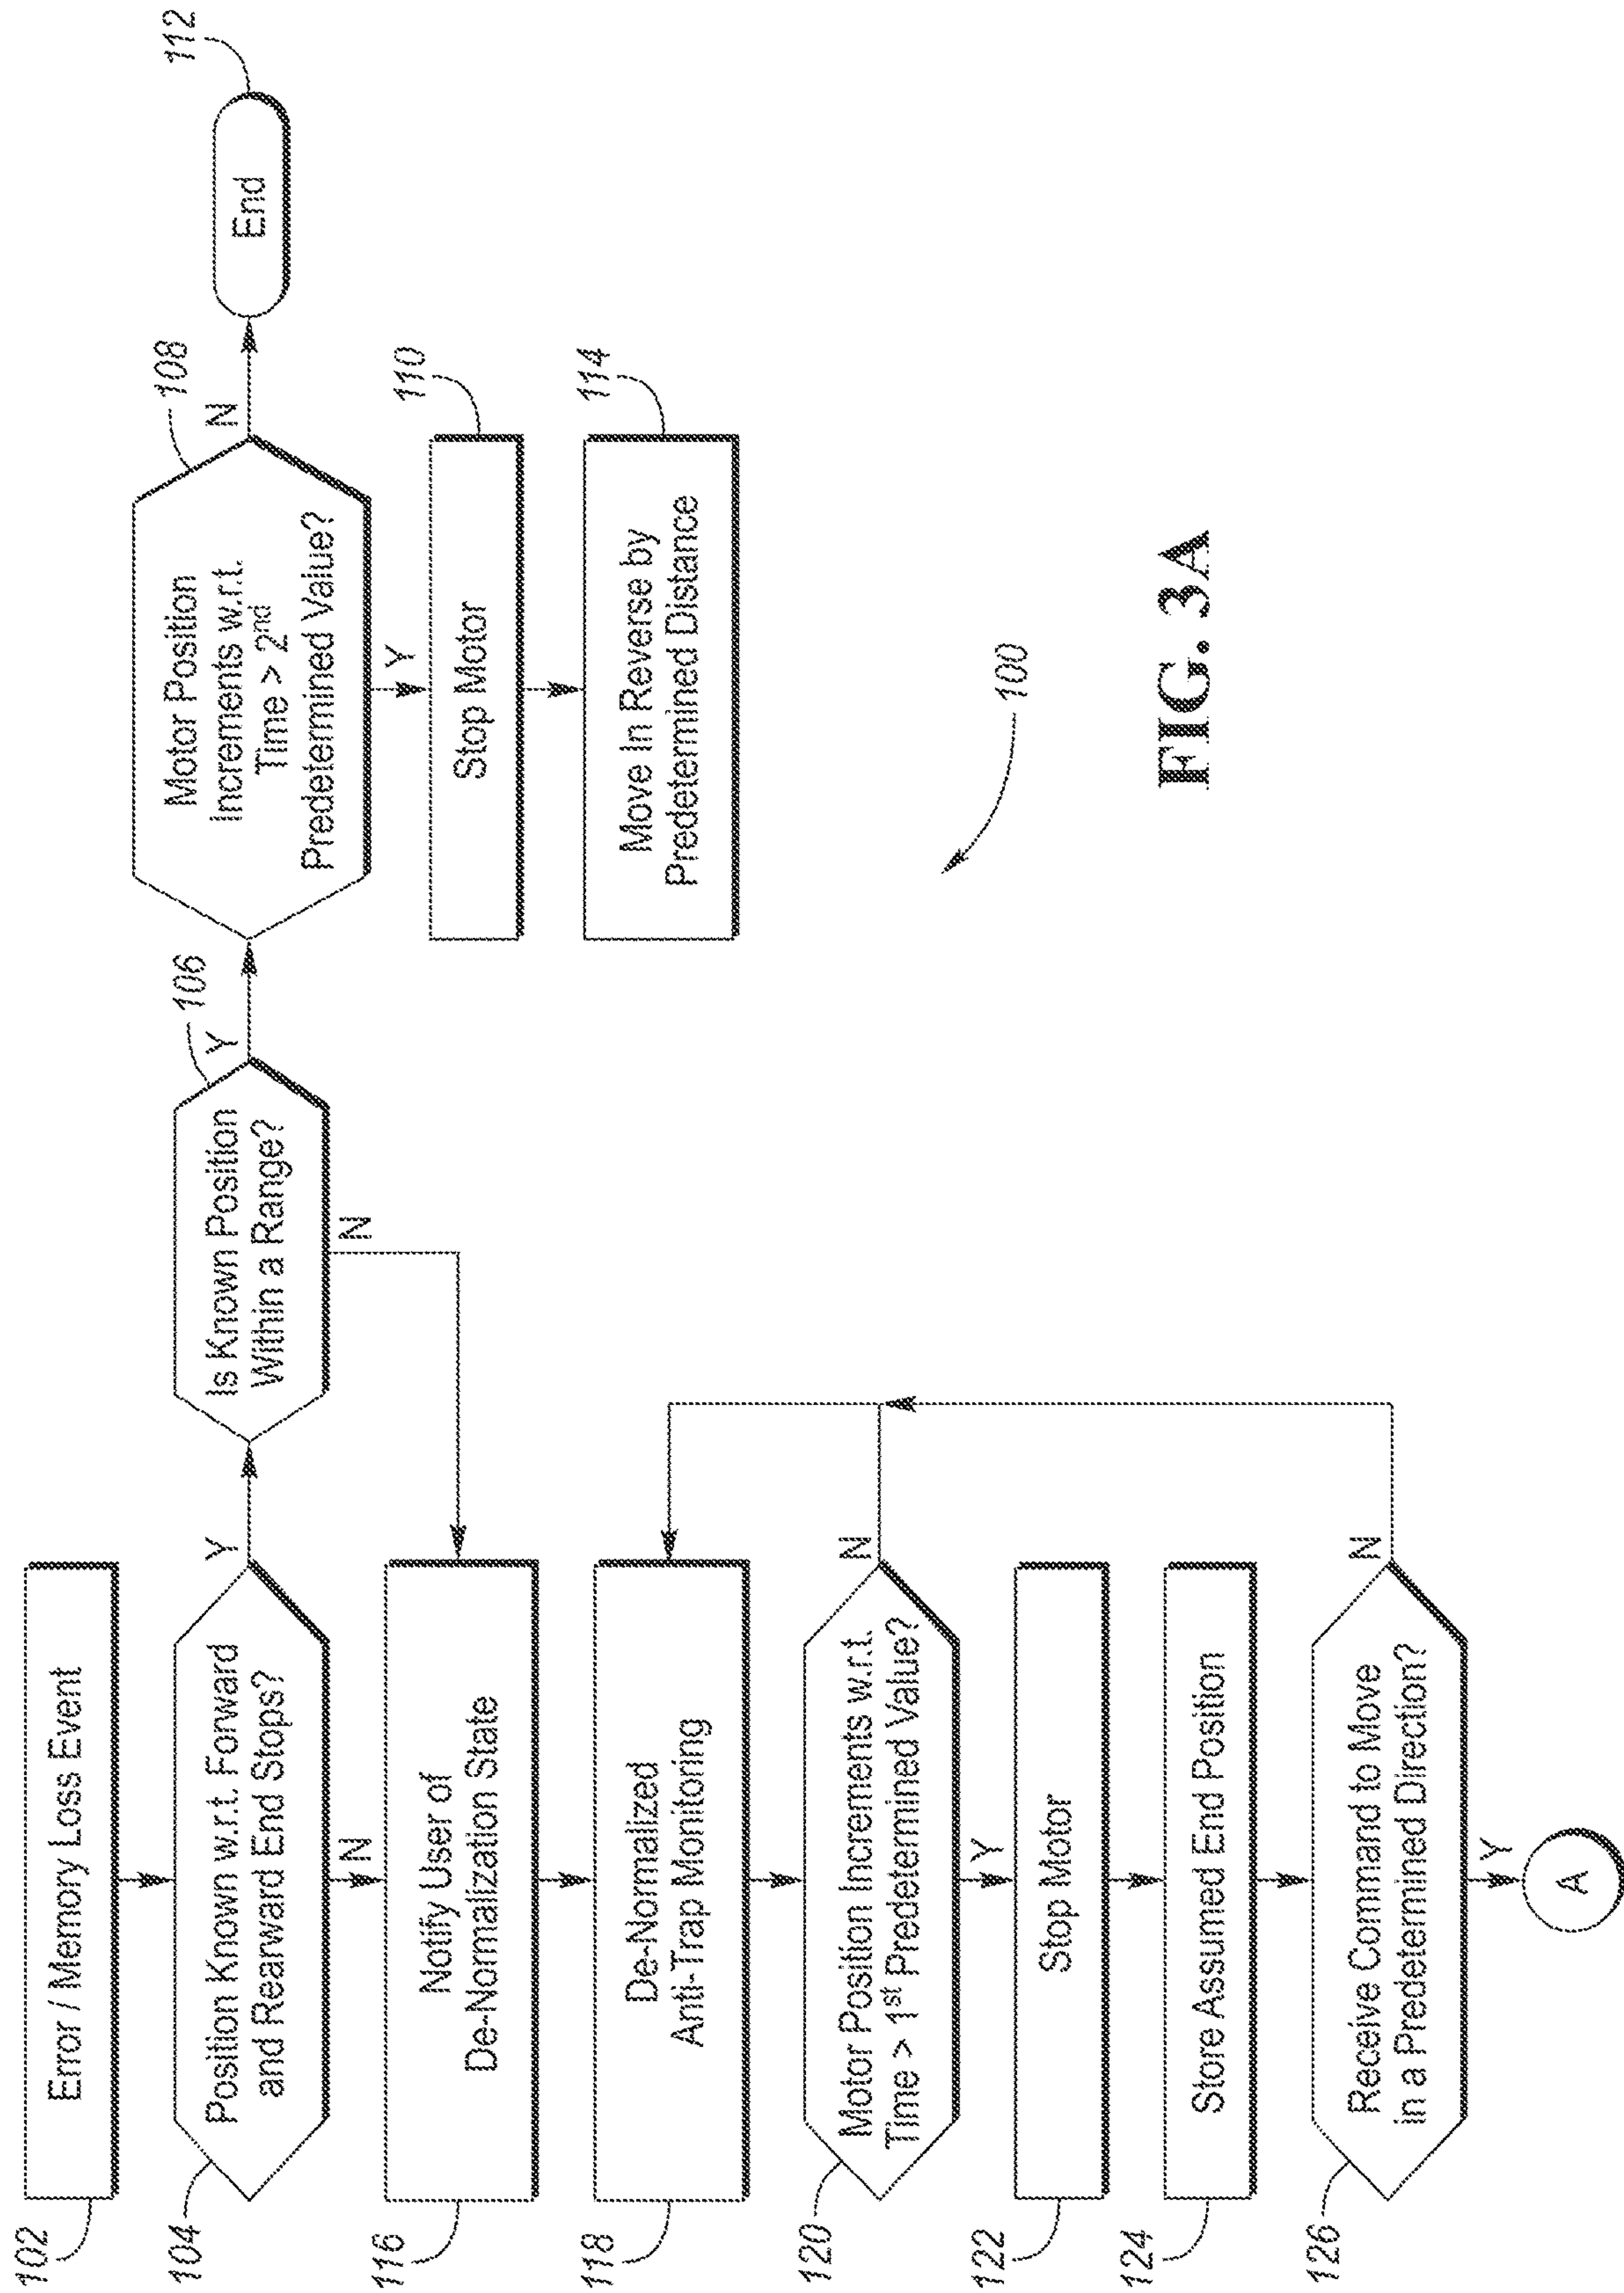 102
Error / Memory Loss Event
104
Position Known w.r.t. Forward
and Rearward End Stops?
Y
N
106
Is Known Position
Within a Range?
Y
N
108
Motor Position
Increments w.r.t.
Time > 2nd
Predetermined Value?
N
Y
112
End
110
Stop Motor
114
Move In Reverse by
Predetermined Distance
116
Notify User of
De-Normalization State
118
De-Normalized
Anti-Trap Monitoring
120
Motor Position Increments w.r.t.
Time > 1st Predetermined Value?
N
Y
122
Stop Motor
124
Store Assumed End Position
126
Receive Command to Move
in a Predetermined Direction?
N
Y
A
100
FIG. 3A